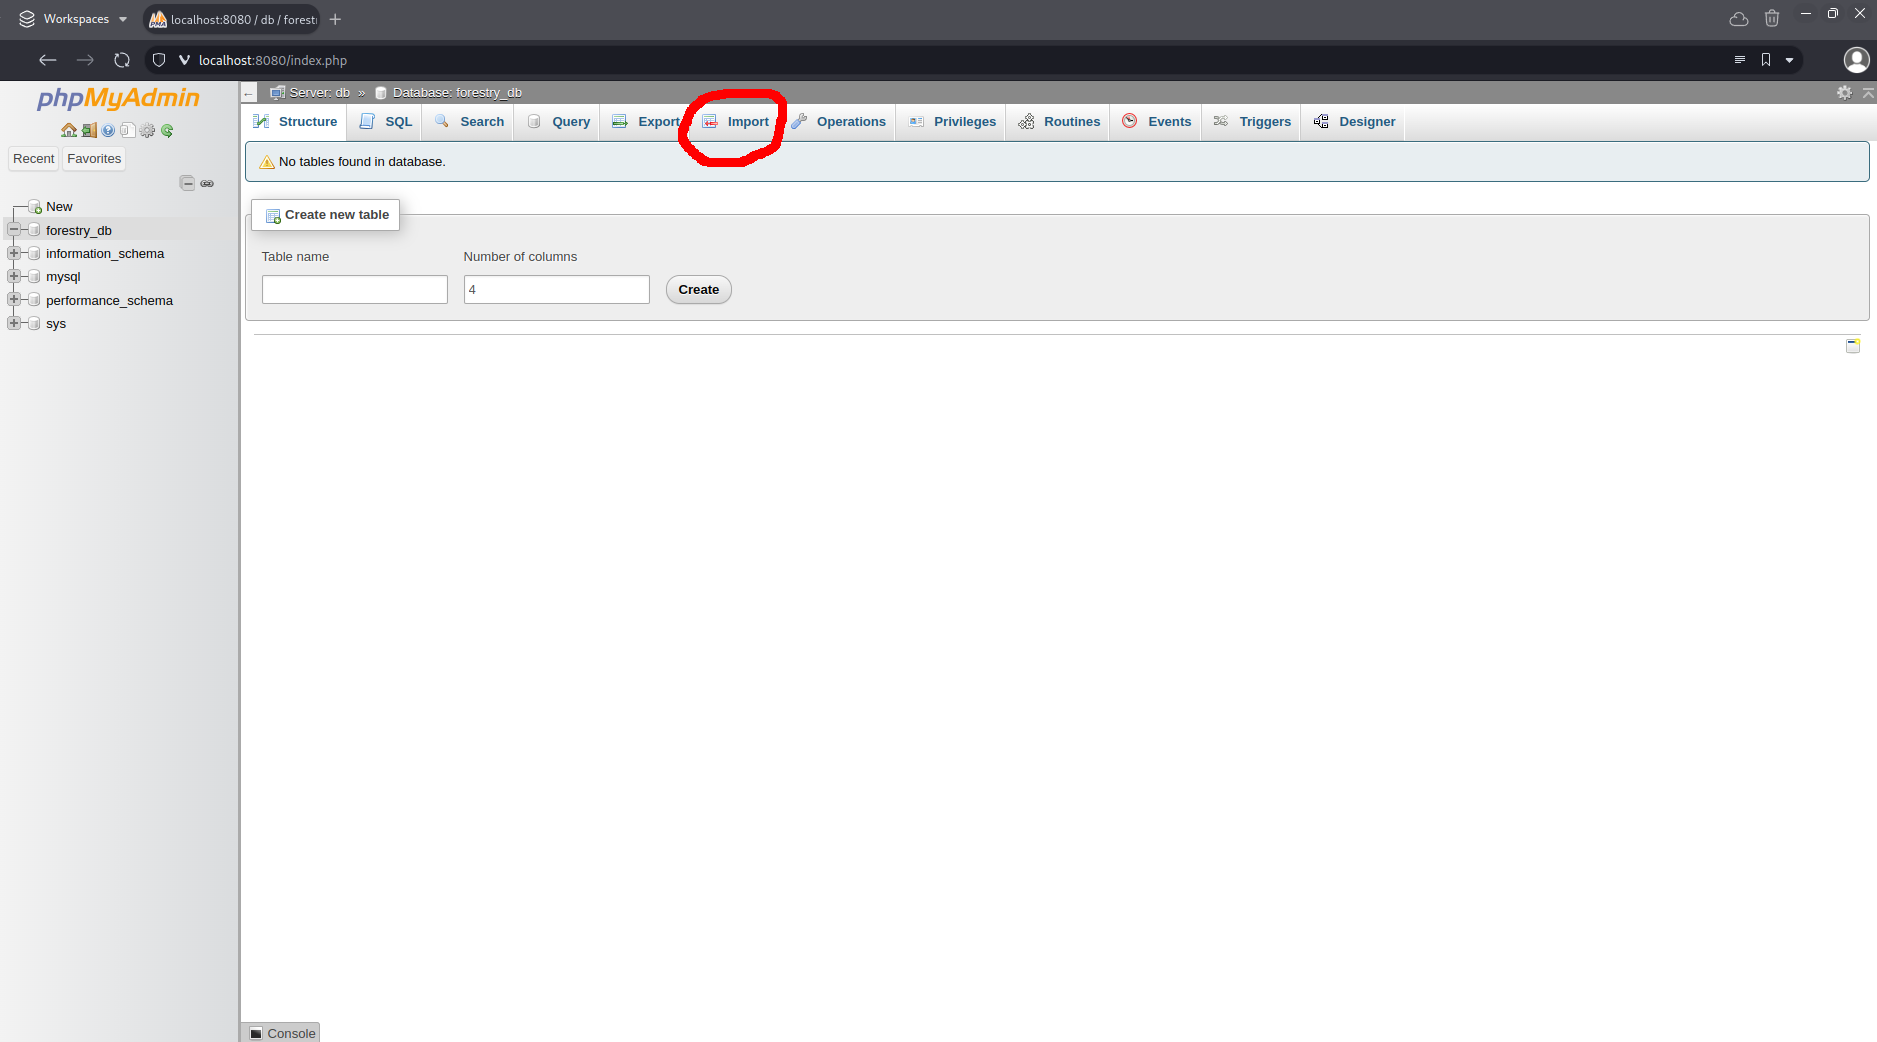 Workspaces
localhost:8080 / db / forest
localhost:8080/index.php
phpMyAdmin
Server: db » Database: forestry_db
Structure SQL Search Query Export Import Operations Privileges Routines Events Triggers Designer
Recent Favorites
No tables found in database.
New
forestry_db
information_schema
mysql
performance_schema
sys
Create new table
Table name Number of columns
4 Create
Console